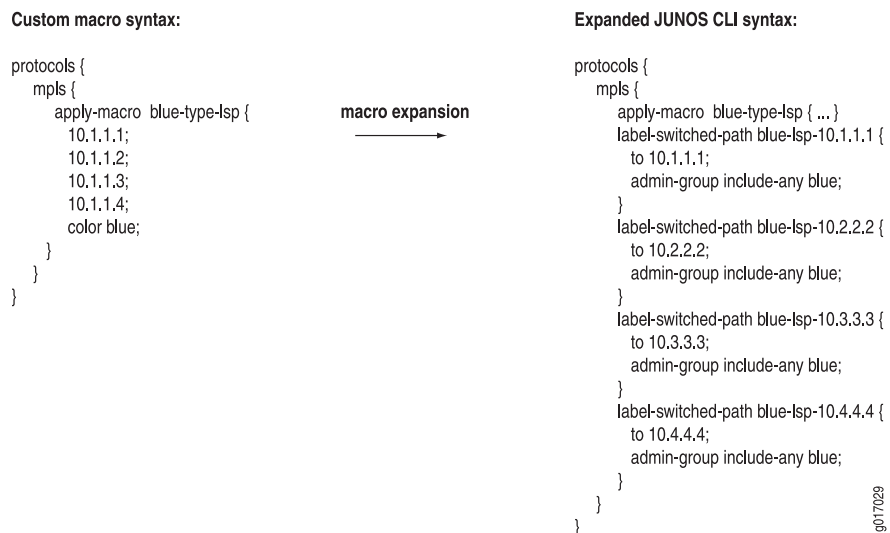 Custom macro syntax:
protocols {
mpls {
apply-macro blue-type-lsp {
10.1.1.1;
10.1.1.2;
10.1.1.3;
10.1.1.4;
color blue;
}
}
}
macro expansion
Expanded JUNOS CLI syntax:
protocols {
mpls {
apply-macro blue-type-lsp { ... }
label-switched-path blue-lsp-10.1.1.1 {
to 10.1.1.1;
admin-group include-any blue;
}
label-switched-path blue-lsp-10.2.2.2 {
to 10.2.2.2;
admin-group include-any blue;
}
label-switched-path blue-lsp-10.3.3.3 {
to 10.3.3.3;
admin-group include-any blue;
}
label-switched-path blue-lsp-10.4.4.4 {
to 10.4.4.4;
admin-group include-any blue;
}
}
}
g017029